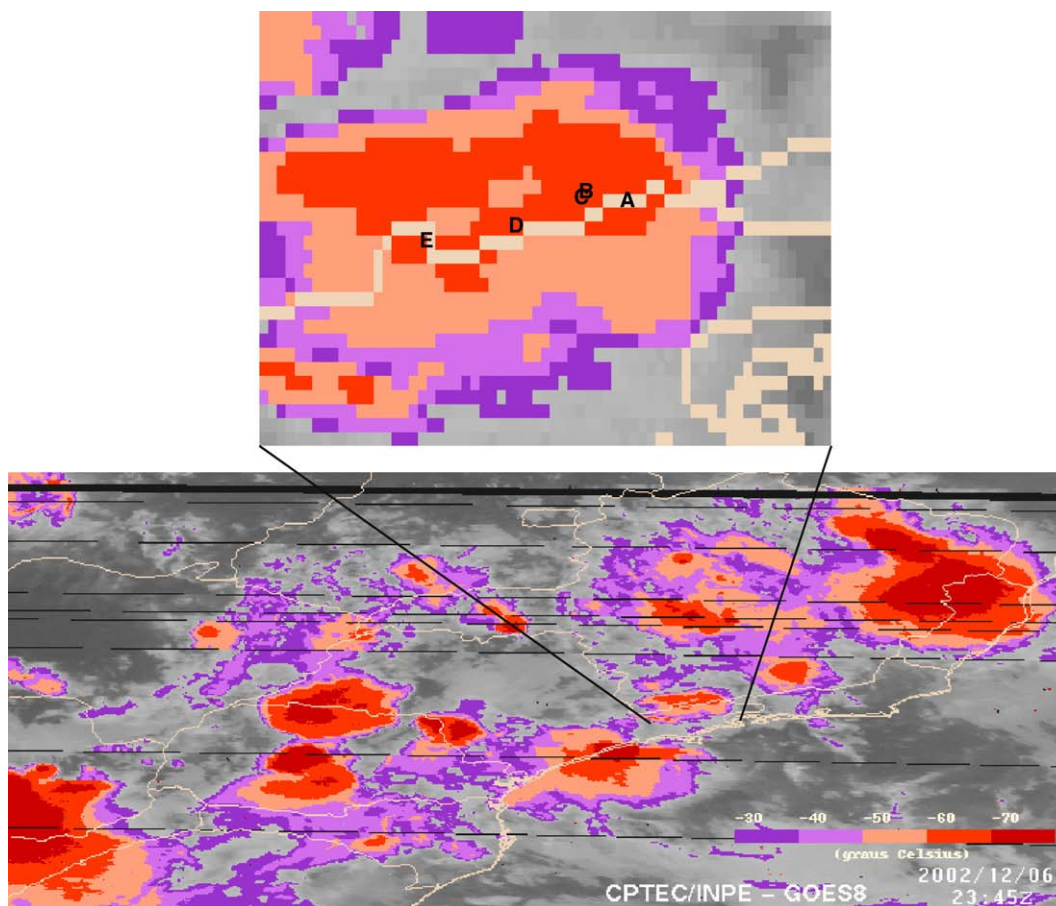 B
C A
D
E
-30 -40 -50 -60 -70
(graus Celsius)
2002/12/06
CPTEC/INPE - GOES8 23:45Z